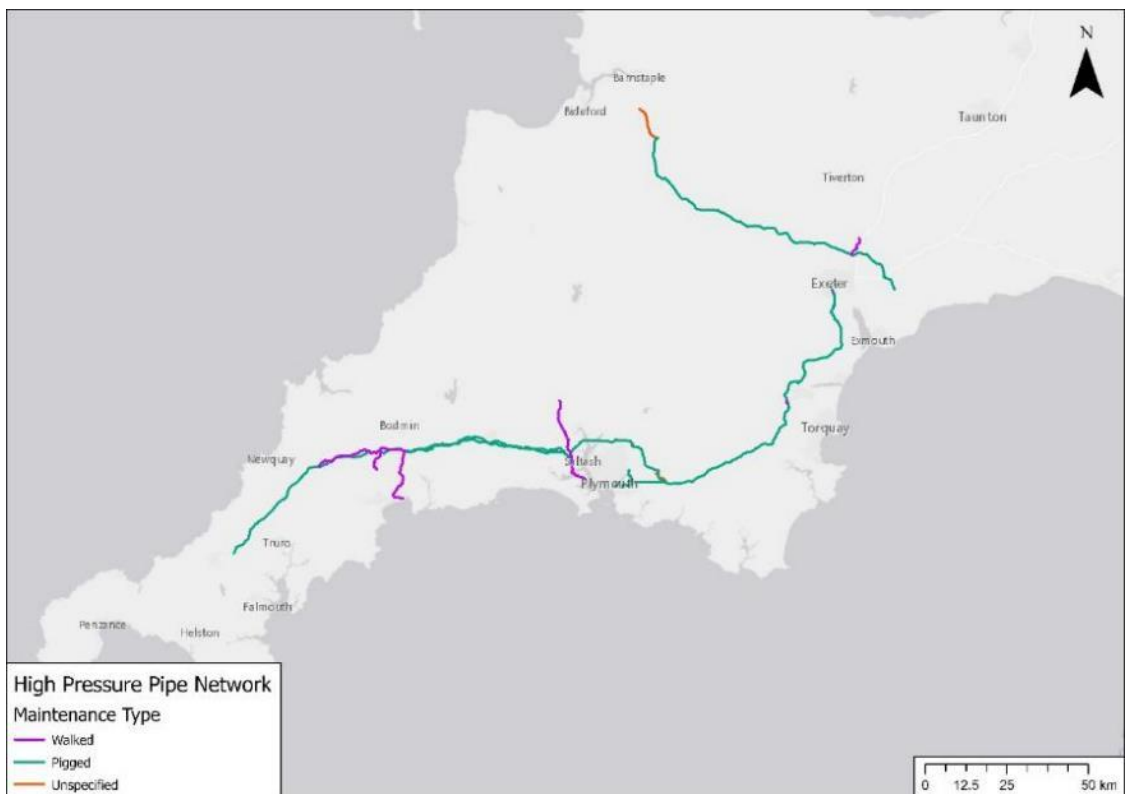 N
Barnstaple
Bideford
Taunton
Tiverton
Exeter
Exmouth
Torquay
Bodmin
Newquay
Saltash
Plymouth
Truro
Falmouth
Penzance
Helston
High Pressure Pipe Network
Maintenance Type
Walked
Pigged
Unspecified
0 12.5 25 50 km